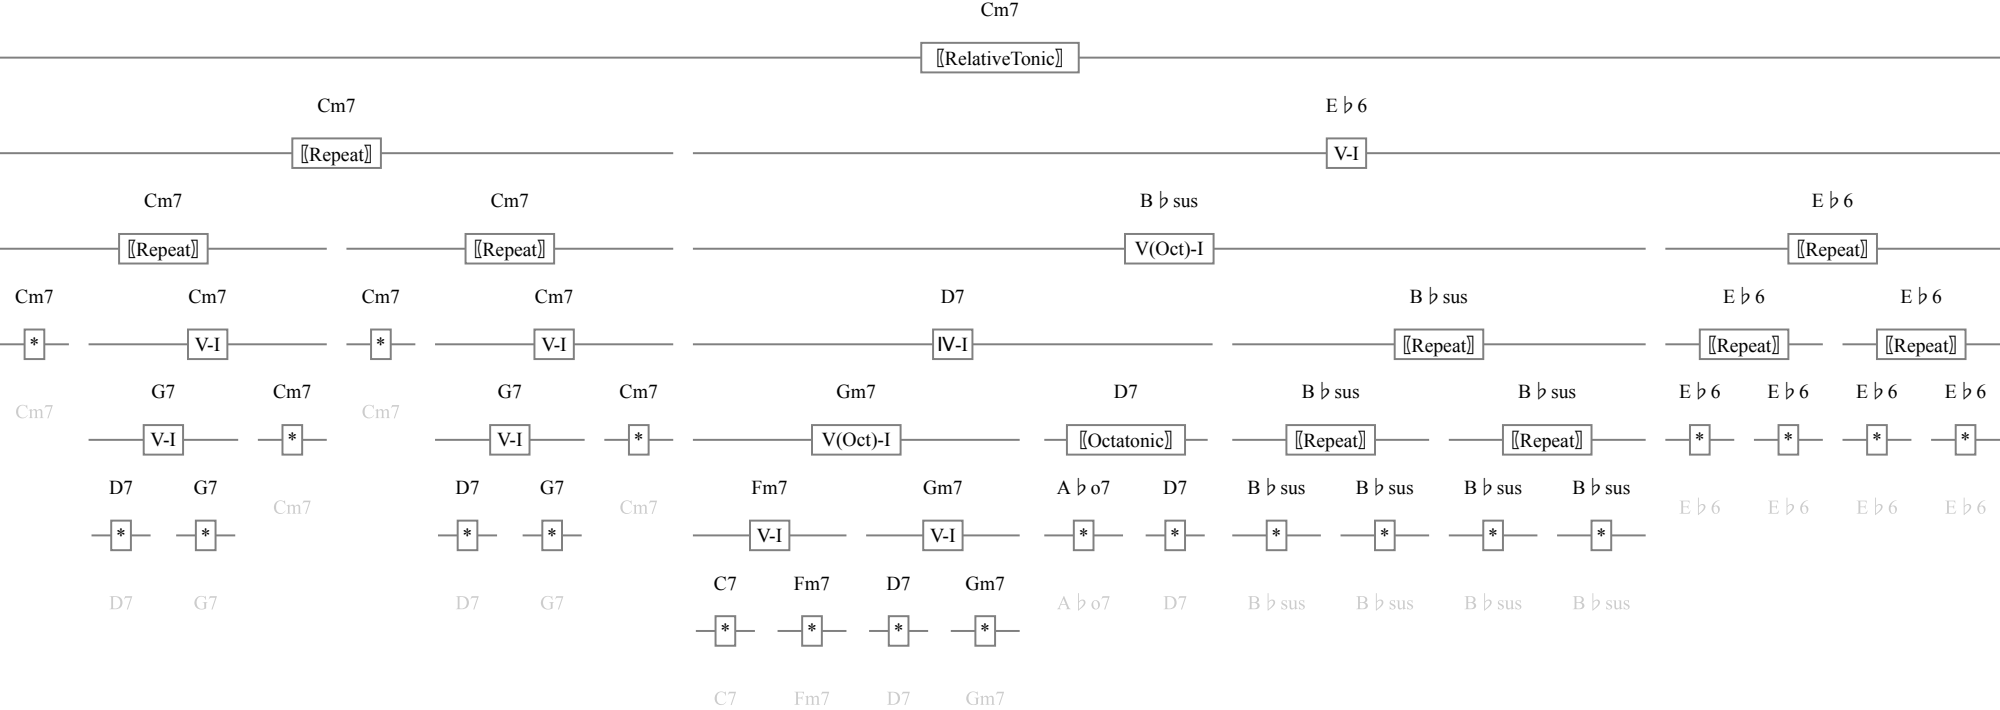 Cm7
〖RelativeTonic〗
Cm7 E♭6
〖Repeat〗 V-I
Cm7 Cm7 B♭sus E♭6
〖Repeat〗 〖Repeat〗 V(Oct)-I 〖Repeat〗
Cm7 Cm7 Cm7 Cm7 D7 B♭sus E♭6 E♭6
* V-I * V-I Ⅳ-I 〖Repeat〗 〖Repeat〗 〖Repeat〗
G7 Cm7 G7 Cm7 Gm7 D7 B♭sus B♭sus E♭6 E♭6 E♭6 E♭6
Cm7 Cm7
V-I * V-I * V(Oct)-I 〖Octatonic〗 〖Repeat〗 〖Repeat〗 * * * *
D7 G7 D7 G7 Fm7 Gm7 A♭o7 D7 B♭sus B♭sus B♭sus B♭sus
Cm7 Cm7 E♭6 E♭6 E♭6 E♭6
* * * * V-I V-I * * * * * *
C7 Fm7 D7 Gm7
D7 G7 D7 G7 A♭o7 D7 B♭sus B♭sus B♭sus B♭sus
* * * *
C7 Fm7 D7 Gm7